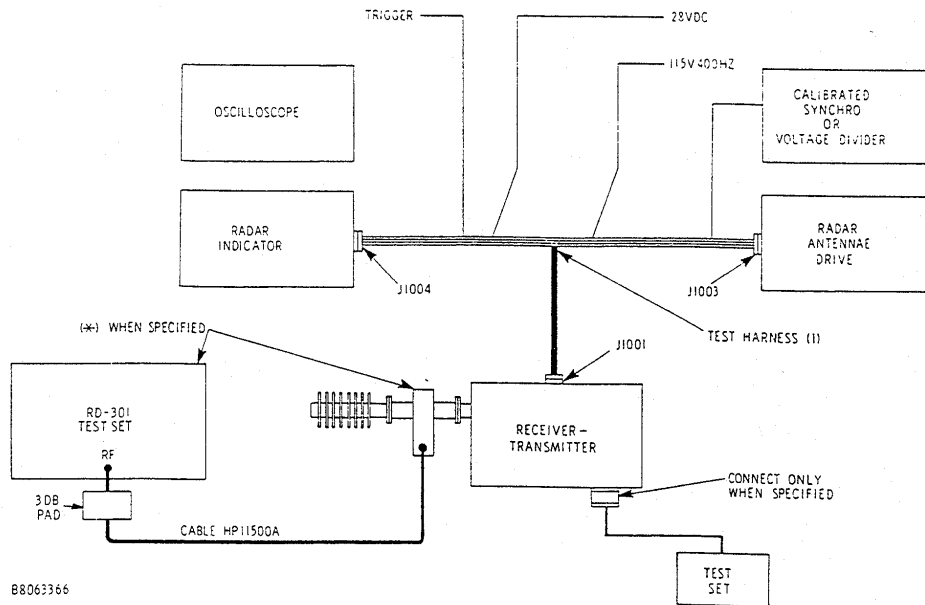 TRIGGER
28VDC
115V400HZ
OSCILLOSCOPE
CALIBRATED
SYNCHRO
OR
VOLTAGE DIVIDER
RADAR
INDICATOR
RADAR
ANTENNAE
DRIVE
J1004
J1003
(*) WHEN SPECIFIED
TEST HARNESS (1)
J1001
RD-301
TEST SET
RF
RECEIVER-
TRANSMITTER
3DB
PAD
CABLE HP11500A
CONNECT ONLY
WHEN SPECIFIED
TEST
SET
B8063366